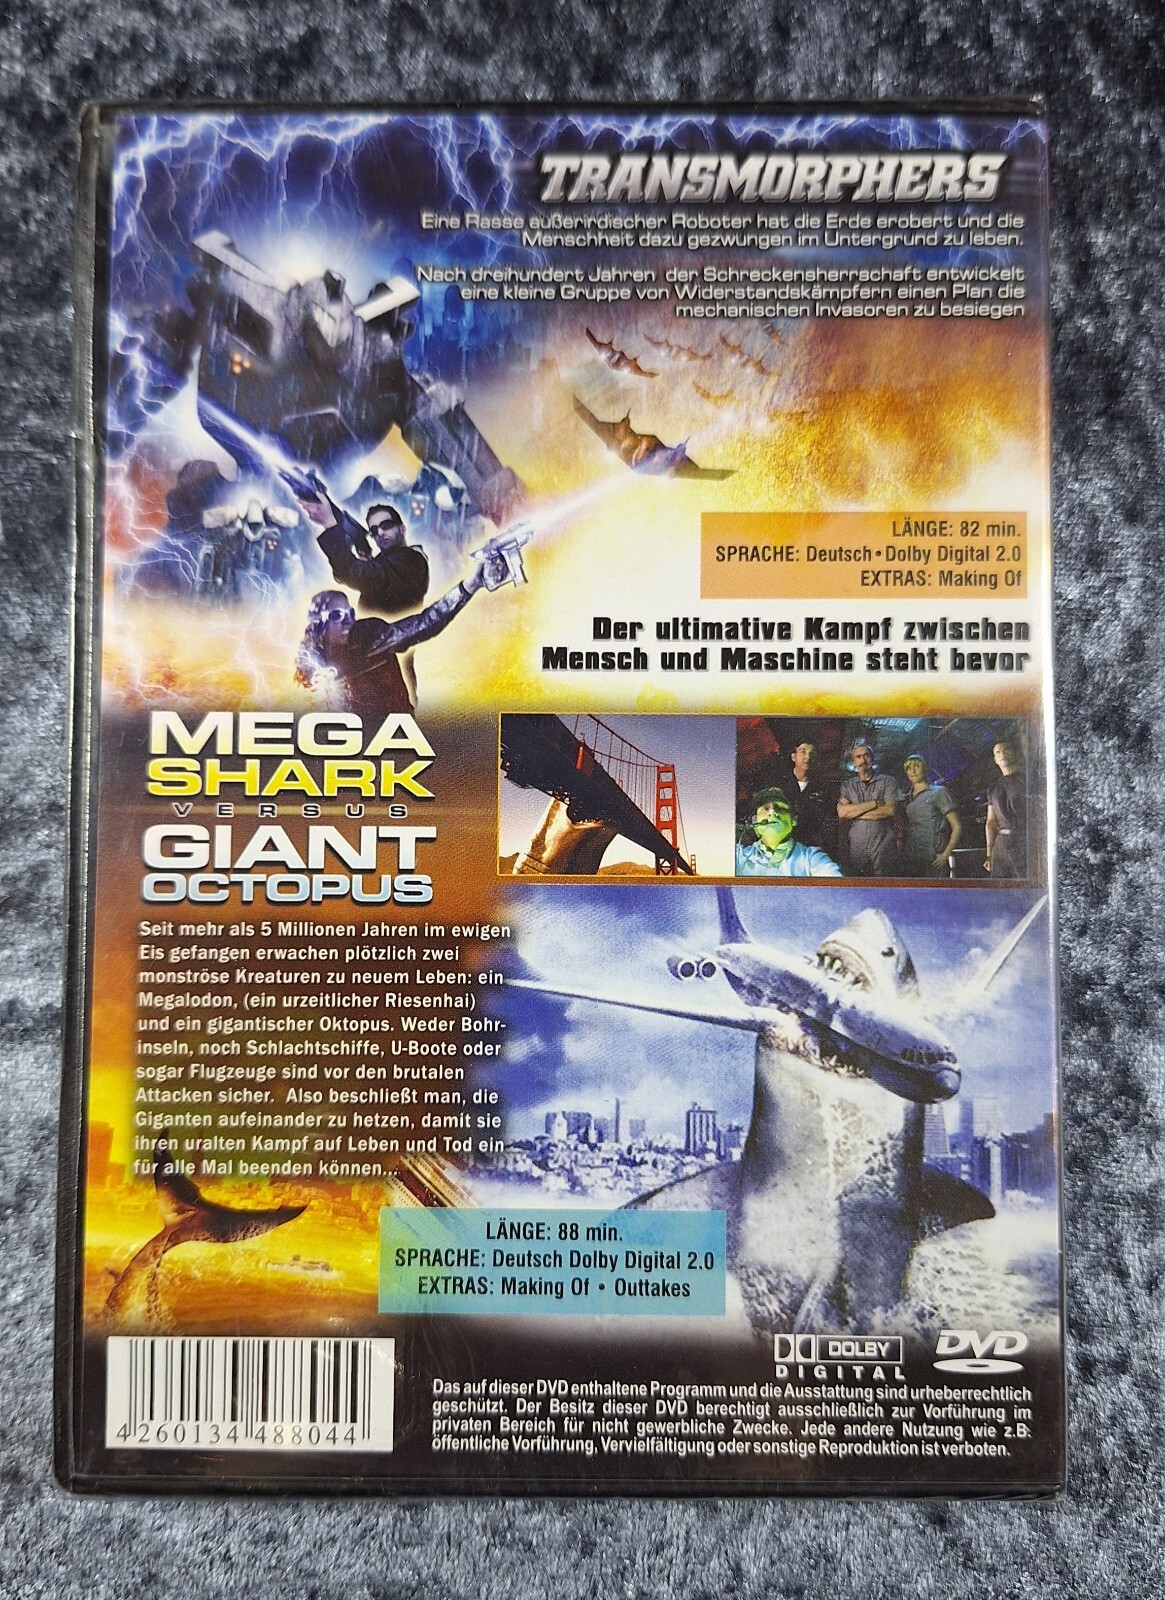 TRANSMORPHERS
Eine Rasse außerirdischer Roboter hat die Erde erobert und die
Menschheit dazu gezwungen im Untergrund zu leben.
Nach dreihundert Jahren der Schreckensherrschaft entwickelt
eine kleine Gruppe von Widerstandskämpfern einen Plan die
mechanischen Invasoren zu besiegen
LÄNGE: 82 min.
SPRACHE: Deutsch • Dolby Digital 2.0
EXTRAS: Making Of
Der ultimative Kampf zwischen
Mensch und Maschine steht bevor
MEGA
SHARK
VERSUS
GIANT
OCTOPUS
Seit mehr als 5 Millionen Jahren im ewigen
Eis gefangen erwachen plötzlich zwei
monströse Kreaturen zu neuem Leben: ein
Megalodon, (ein urzeitlicher Riesenhai)
und ein gigantischer Oktopus. Weder Bohr-
inseln, noch Schlachtschiffe, U-Boote oder
sogar Flugzeuge sind vor den brutalen
Attacken sicher. Also beschließt man, die
Giganten aufeinander zu hetzen, damit sie
ihren uralten Kampf auf Leben und Tod ein
für alle Mal beenden können...
LÄNGE: 88 min.
SPRACHE: Deutsch Dolby Digital 2.0
EXTRAS: Making Of • Outtakes
DOLBY
DIGITAL
DVD
Das auf dieser DVD enthaltene Programm und die Ausstattung sind urheberrechtlich
geschützt. Der Besitz dieser DVD berechtigt ausschließlich zur Vorführung im
privaten Bereich für nicht gewerbliche Zwecke. Jede andere Nutzung wie z.B.
öffentliche Vorführung, Vervielfältigung oder sonstige Reproduktion ist verboten.
4 260134 488044